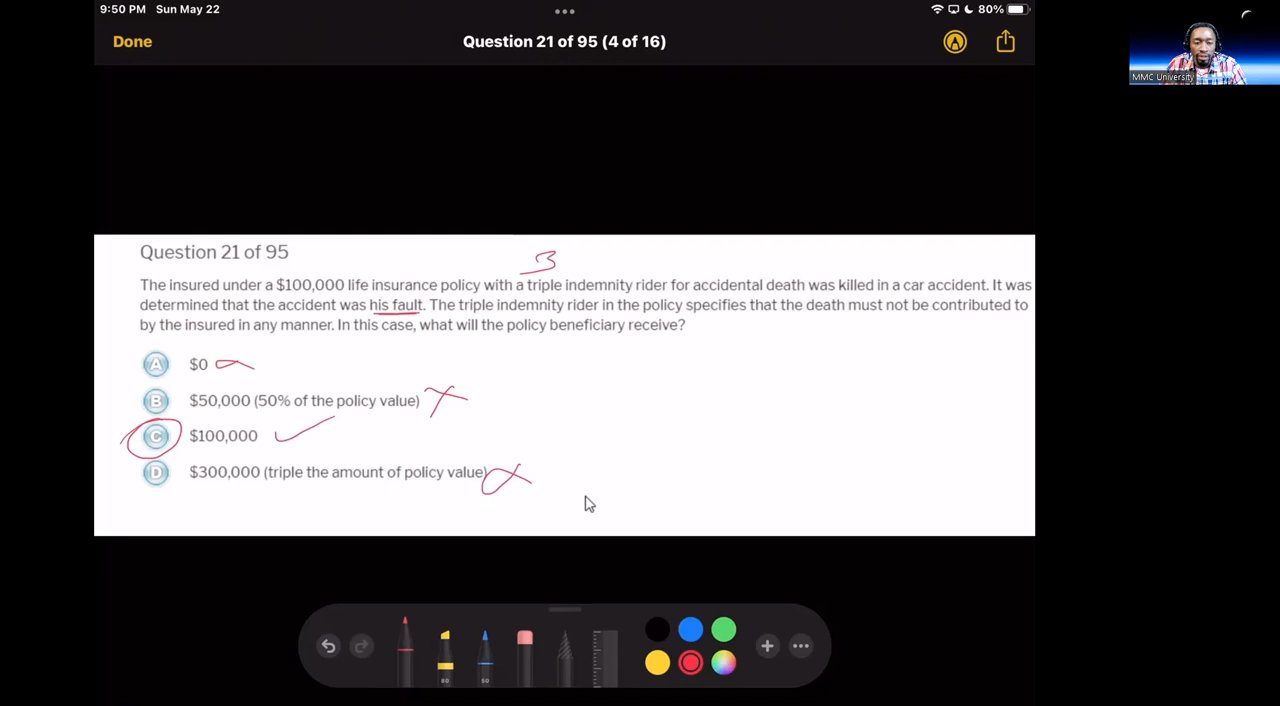 9:50 PM Sun May 22
80%
Done
Question 21 of 95 (4 of 16)
MMC University
Question 21 of 95
3
The insured under a $100,000 life insurance policy with a triple indemnity rider for accidental death was killed in a car accident. It was
determined that the accident was his fault. The triple indemnity rider in the policy specifies that the death must not be contributed to
by the insured in any manner. In this case, what will the policy beneficiary receive?
A $0
B $50,000 (50% of the policy value)
C $100,000
D $300,000 (triple the amount of policy value)
80
80